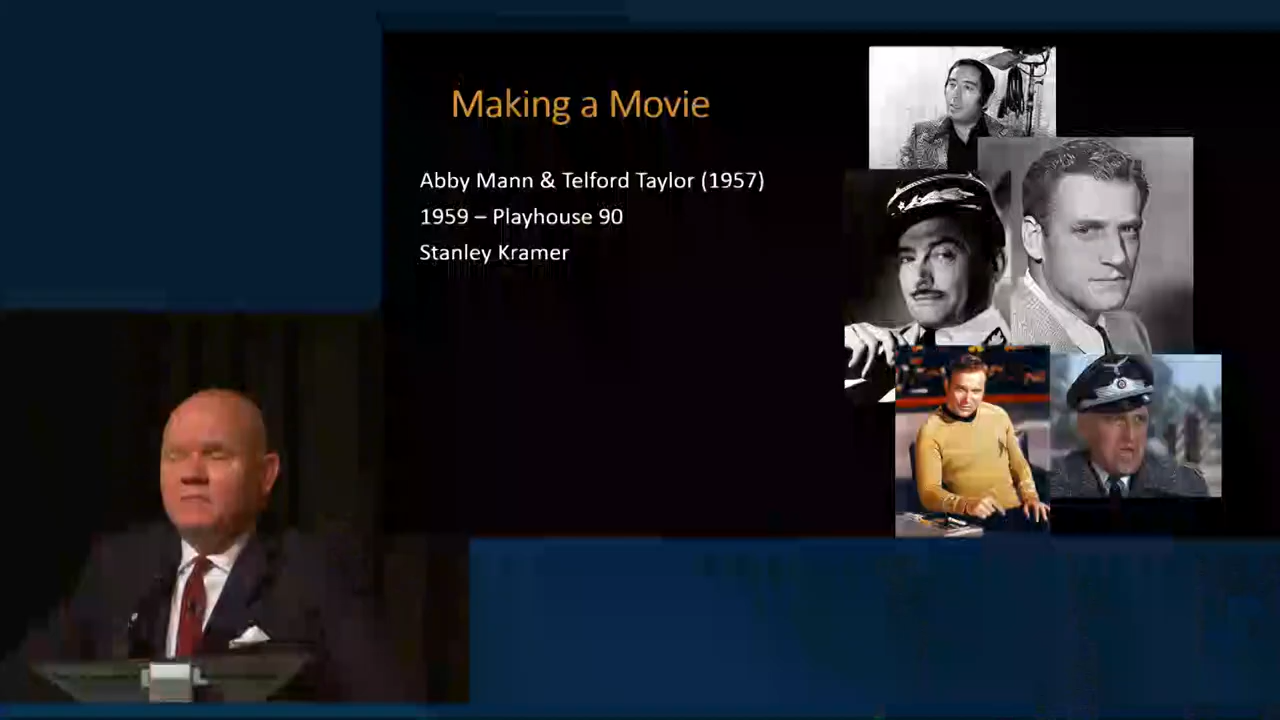 Making a Movie
Abby Mann & Telford Taylor (1957)
1959 – Playhouse 90
Stanley Kramer